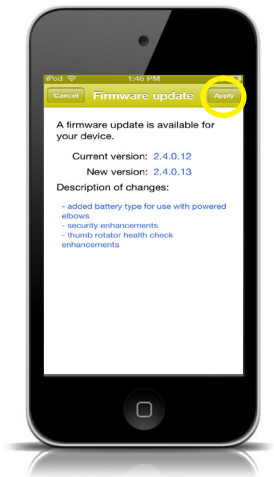 iPod 1:46 PM
Cancel Firmware update Apply
A firmware update is available for
your device.
Current version: 2.4.0.12
New version: 2.4.0.13
Description of changes:
- added battery type for use with powered
elbows
- security enhancements
- thumb rotator health check
enhancements